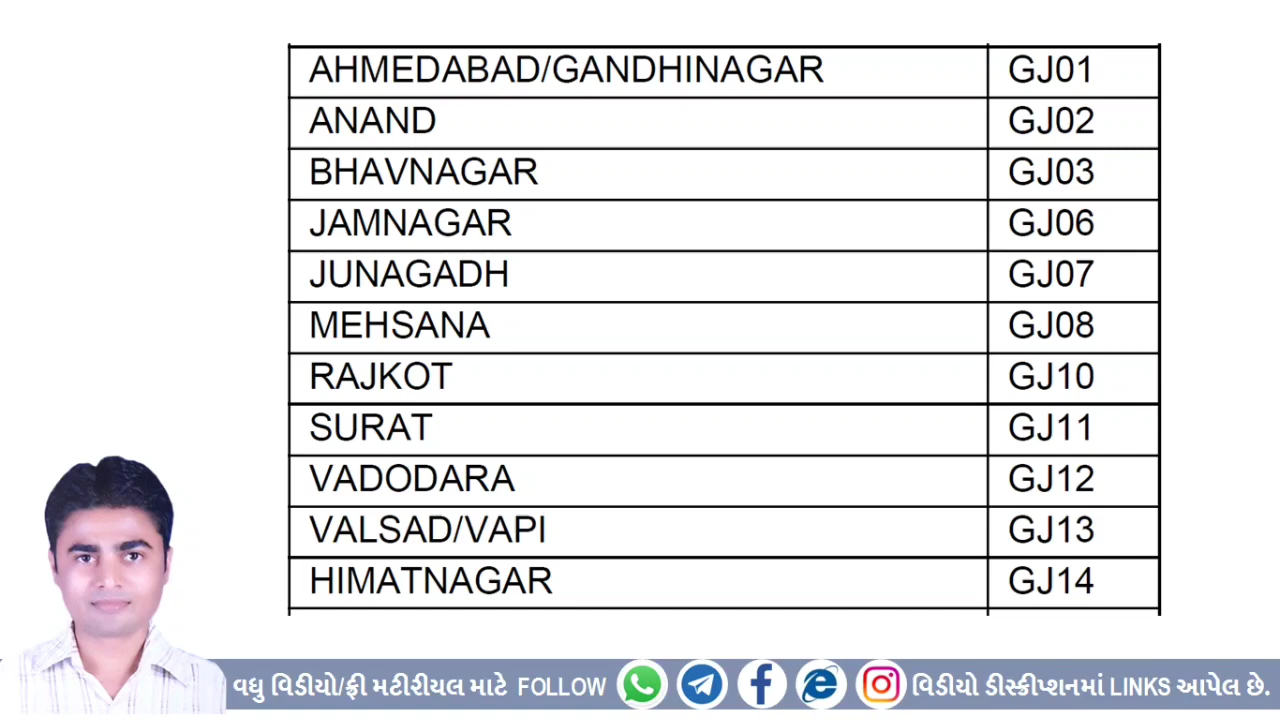 AHMEDABAD/GANDHINAGAR GJ01
ANAND GJ02
BHAVNAGAR GJ03
JAMNAGAR GJ06
JUNAGADH GJ07
MEHSANA GJ08
RAJKOT GJ10
SURAT GJ11
VADODARA GJ12
VALSAD/VAPI GJ13
HIMATNAGAR GJ14
વધુ વિડીયો/ફ્રી મટીરીયલ માટે FOLLOW વિડીયો ડીસ્ક્રીપ્શનમાં LINKS આપેલ છે.